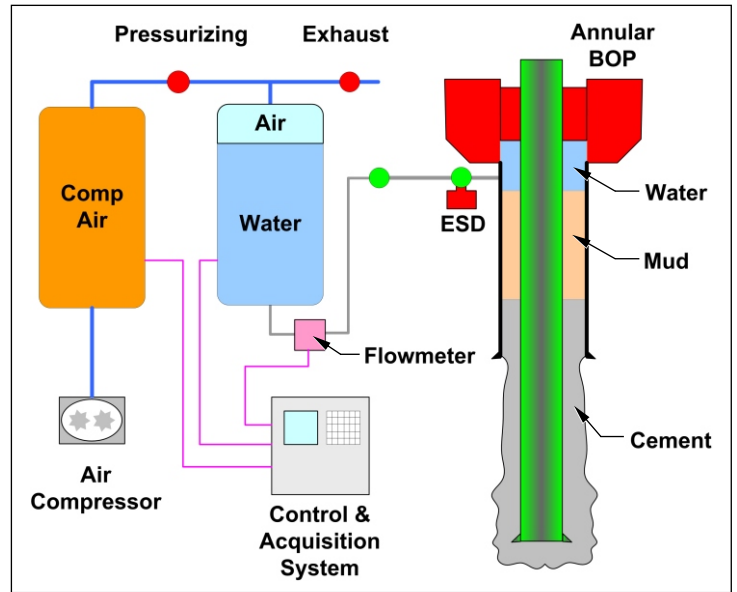 Pressurizing
Exhaust
Annular
BOP
Air
Comp
Air
Water
ESD
Water
Mud
Flowmeter
Cement
Air
Compressor
Control &
Acquisition
System